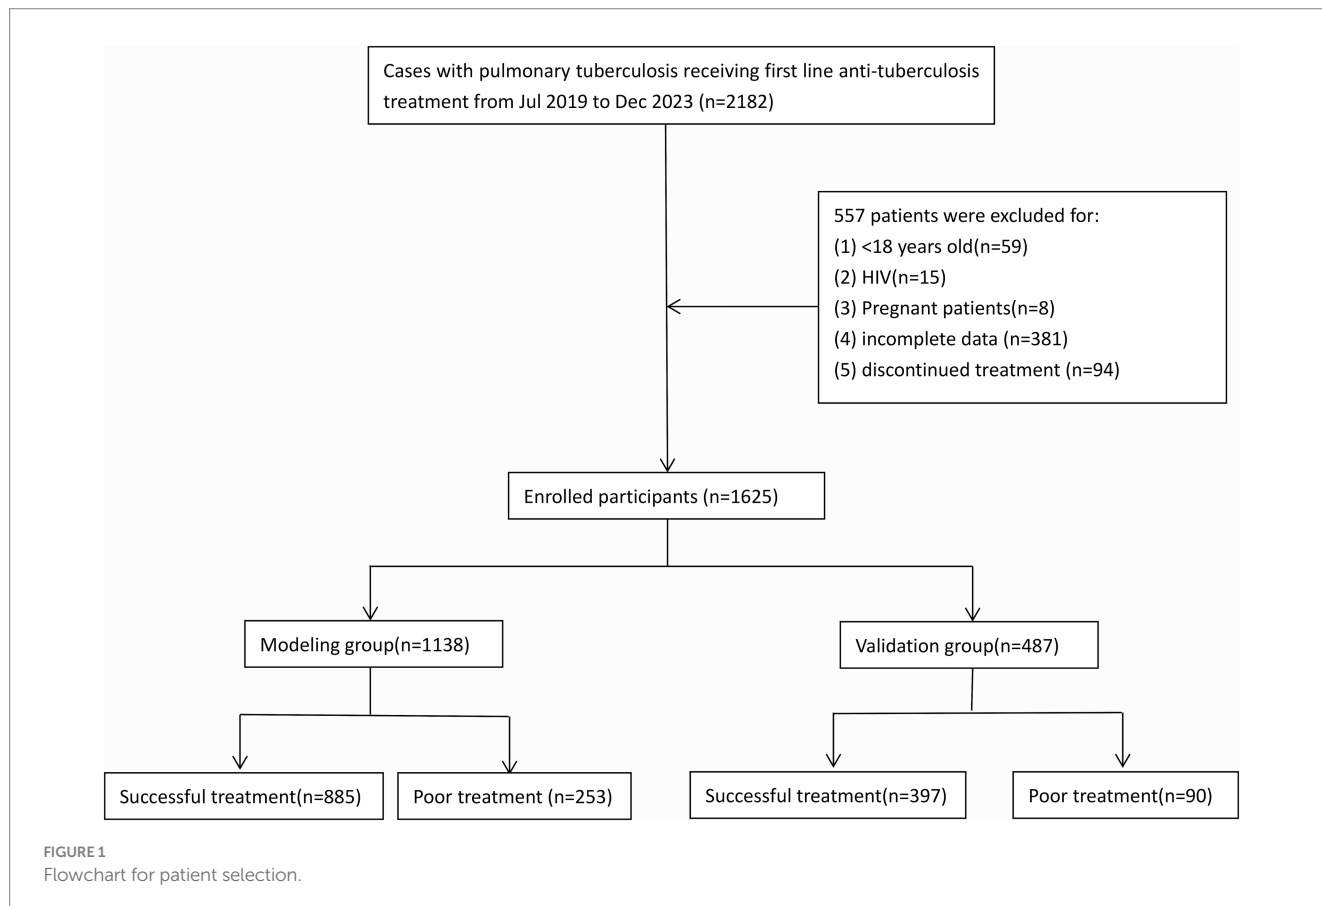 Cases with pulmonary tuberculosis receiving first line anti-tuberculosis
treatment from Jul 2019 to Dec 2023 (n=2182)
557 patients were excluded for:
(1) <18 years old(n=59)
(2) HIV(n=15)
(3) Pregnant patients(n=8)
(4) incomplete data (n=381)
(5) discontinued treatment (n=94)
Enrolled participants (n=1625)
Modeling group(n=1138)
Validation group(n=487)
Successful treatment(n=885)
Poor treatment (n=253)
Successful treatment(n=397)
Poor treatment(n=90)
FIGURE 1
Flowchart for patient selection.